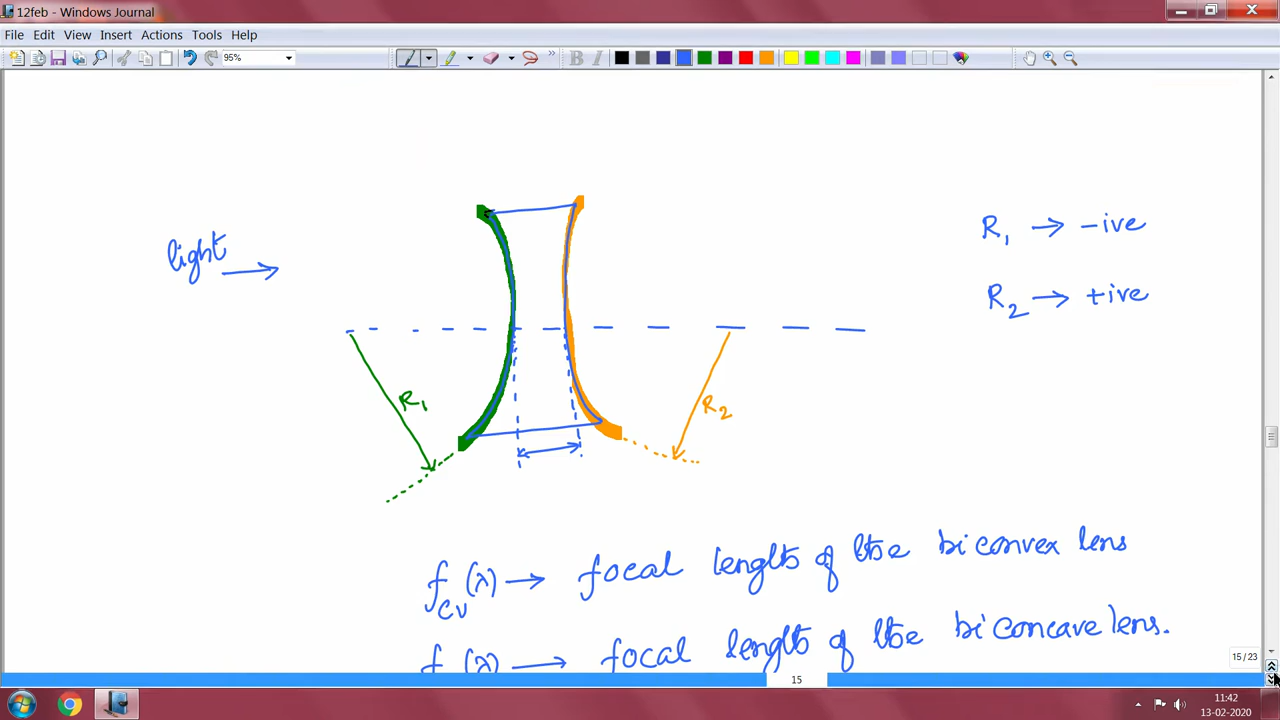 12feb - Windows Journal
File Edit View Insert Actions Tools Help
95%
B I
light →
R1 → -ive
R2 → +ive
R1
R2
f_cv(λ) → focal length of the biconvex lens
f (λ) → focal length of the biconcave lens.
15 / 23
15
11:42
13-02-2020